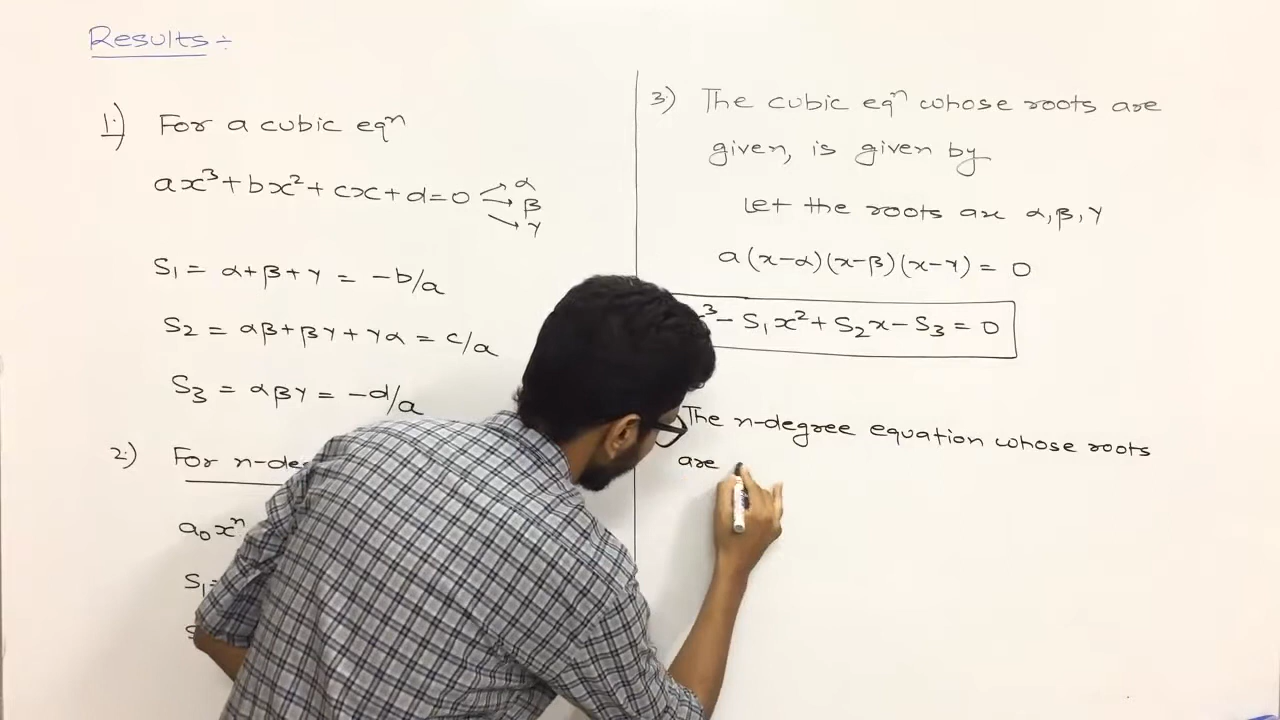 Results ÷
1.) For a cubic eqⁿ
ax³ + bx² + cx + d = 0 → α
→ β
→ γ
S₁ = α + β + γ = -b/a
S₂ = αβ + βγ + γα = c/a
S₃ = αβγ = -d/a
2.) For
a₀xⁿ
S₁ =
3.) The cubic eqⁿ whose roots are
given, is given by
Let the roots are α, β, γ
a(x-α)(x-β)(x-γ) = 0
³ - S₁x² + S₂x - S₃ = 0
The n-degree equation whose roots
are